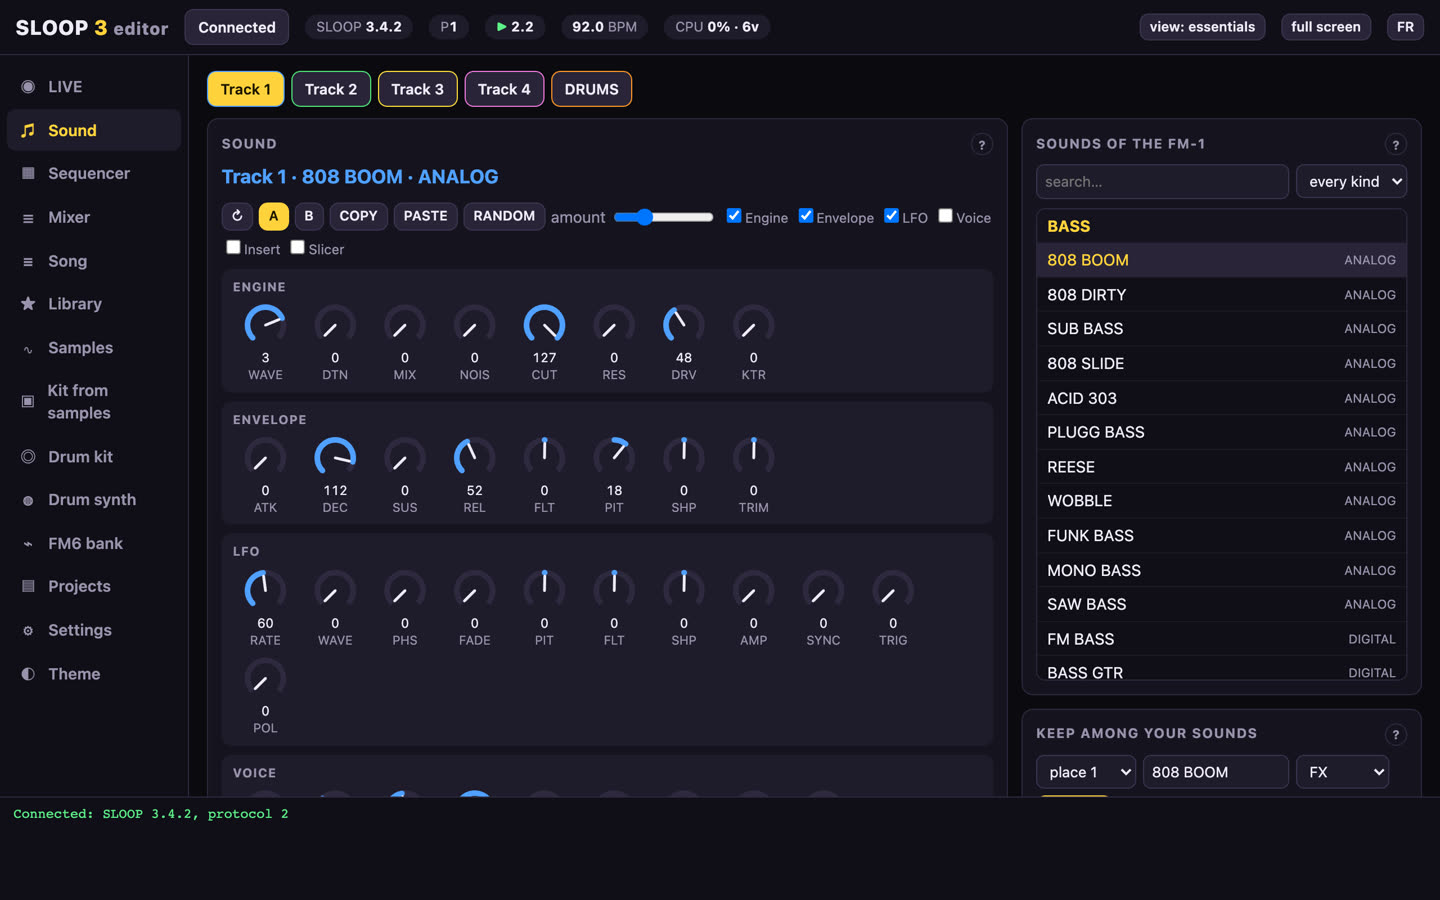 SLOOP 3 editor
Connected
SLOOP 3.4.2
P1
2.2
92.0 BPM
CPU 0% · 6v
view: essentials
full screen
FR
LIVE
Sound
Sequencer
Mixer
Song
Library
Samples
Kit from
samples
Drum kit
Drum synth
FM6 bank
Projects
Settings
Theme
Track 1
Track 2
Track 3
Track 4
DRUMS
SOUND
?
Track 1 · 808 BOOM · ANALOG
A B COPY PASTE RANDOM amount Engine Envelope LFO Voice
Insert Slicer
ENGINE
3 0 0 0 127 0 48 0
WAVE DTN MIX NOIS CUT RES DRV KTR
ENVELOPE
0 112 0 52 0 18 0 0
ATK DEC SUS REL FLT PIT SHP TRIM
LFO
60 0 0 0 0 0 0 0 0 0
RATE WAVE PHS FADE PIT FLT SHP AMP SYNC TRIG
0
POL
VOICE
SOUNDS OF THE FM-1
?
search...
every kind
BASS
808 BOOM ANALOG
808 DIRTY ANALOG
SUB BASS ANALOG
808 SLIDE ANALOG
ACID 303 ANALOG
PLUGG BASS ANALOG
REESE ANALOG
WOBBLE ANALOG
FUNK BASS ANALOG
MONO BASS ANALOG
SAW BASS ANALOG
FM BASS DIGITAL
BASS GTR DIGITAL
KEEP AMONG YOUR SOUNDS
?
place 1
808 BOOM
FX
Connected: SLOOP 3.4.2, protocol 2